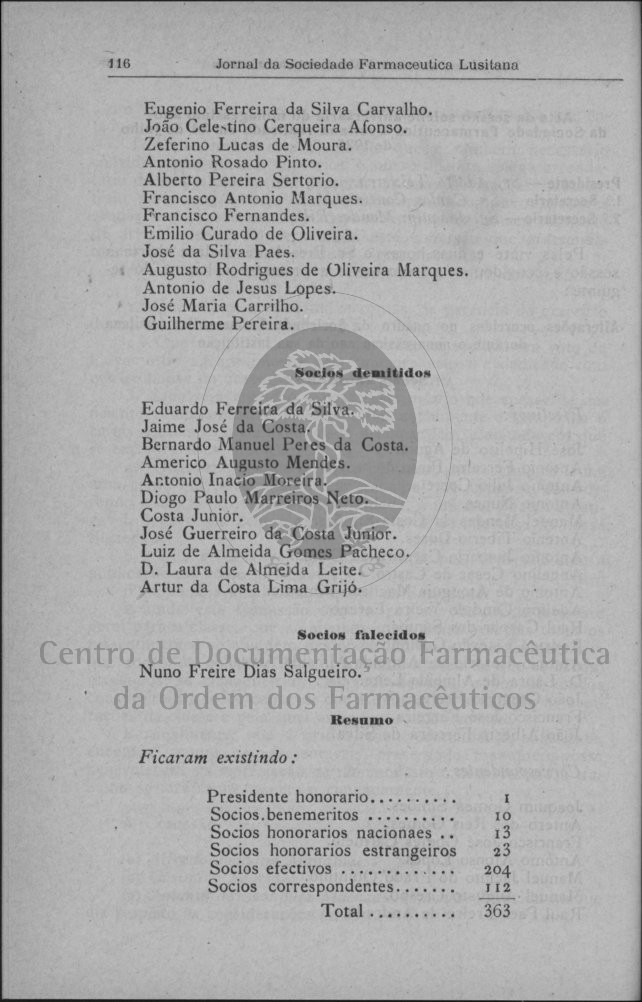 116 Jornal da Sociedade Farmaceutica Lusitana
Eugenio Ferreira da Silva Carvalho.
João Celestino Cerqueira Afonso.
Zeferino Lucas de Moura.
Antonio Rosado Pinto.
Alberto Pereira Sertorio.
Francisco Antonio Marques.
Francisco Fernandes.
Emilio Curado de Oliveira.
José da Silva Paes.
Augusto Rodrigues de Oliveira Marques.
Antonio de Jesus Lopes.
José Maria Carrilho.
Guilherme Pereira.
Socios demitidos
Eduardo Ferreira da Silva.
Jaime José da Costa.
Bernardo Manuel Peres da Costa.
Americo Augusto Mendes.
Antonio Inacio Moreira.
Diogo Paulo Marreiros Neto.
Costa Junior.
José Guerreiro da Costa Junior.
Luiz de Almeida Gomes Pacheco.
D. Laura de Almeida Leite.
Artur da Costa Lima Grijó.
Socios falecidos
Centro de Documentação Farmacêutica
Nuno Freire Dias Salgueiro.
da Ordem dos Farmacêuticos
Resumo
Ficaram existindo:
Presidente honorario.......... 1
Socios.benemeritos .......... 10
Socios honorarios nacionaes .. 13
Socios honorarios estrangeiros 23
Socios efectivos ............. 204
Socios correspondentes....... 112
Total .......... 363